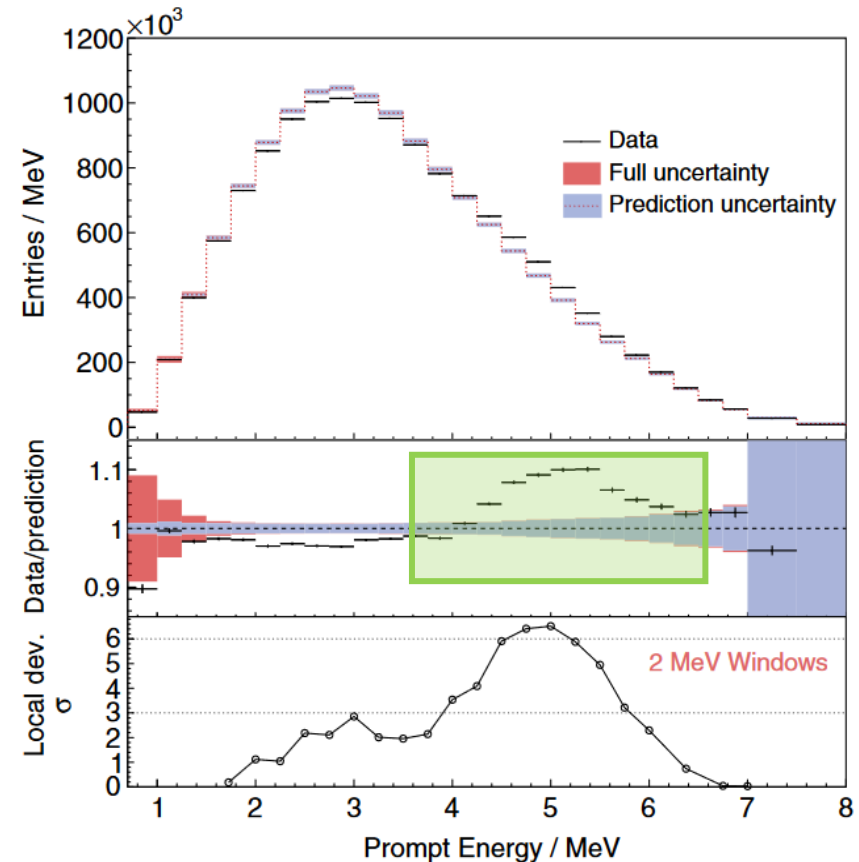 ×10³
1200
1000
800
600
400
200
0
Entries / MeV
Data
Full uncertainty
Prediction uncertainty
1.1
1
0.9
Data/prediction
6
5
4
3
2
1
0
Local dev.
σ
2 MeV Windows
1 2 3 4 5 6 7 8
Prompt Energy / MeV